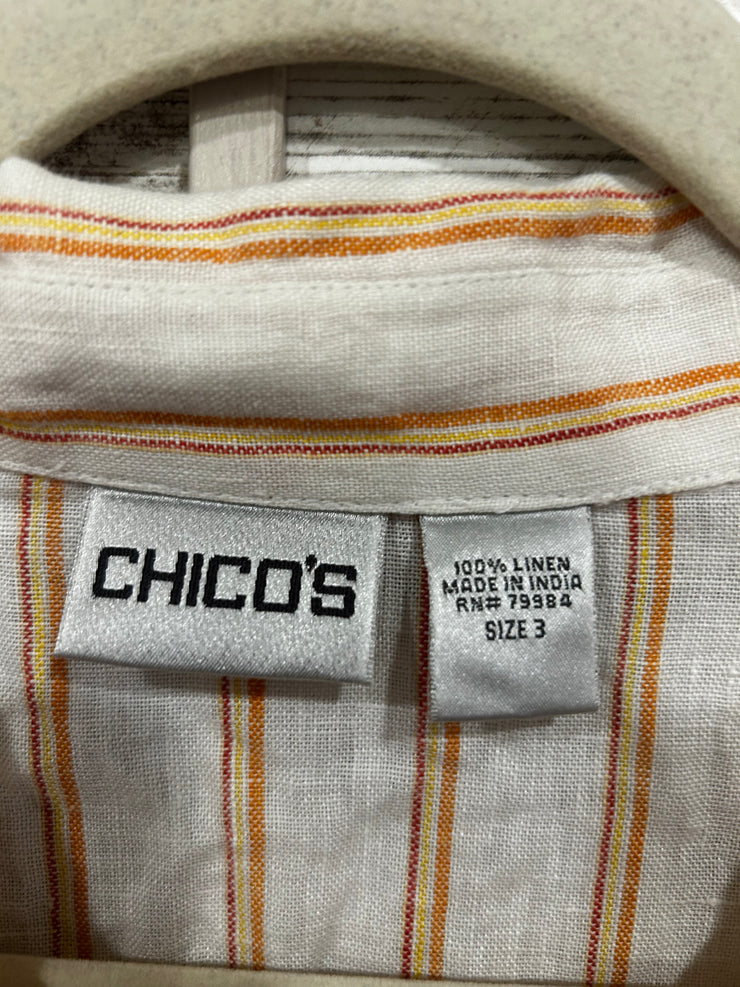 CHICO'S
100% LINEN
MADE IN INDIA
RN# 79984
SIZE 3